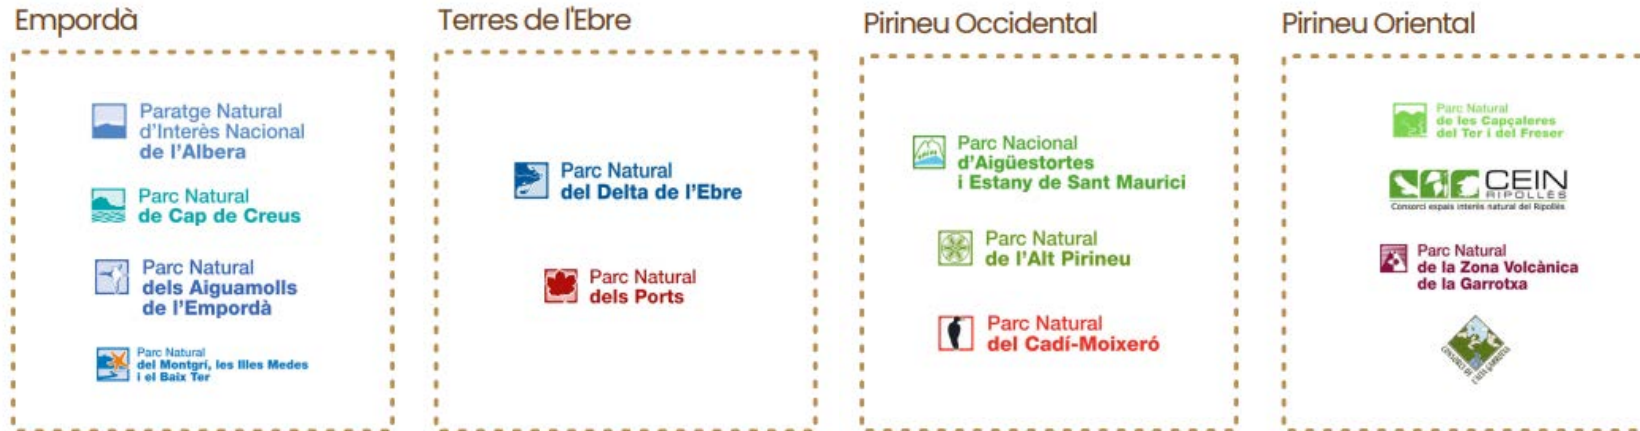 Empordà
Paratge Natural
d'Interès Nacional
de l'Albera
Parc Natural
de Cap de Creus
Parc Natural
dels Aiguamolls
de l'Empordà
Parc Natural
del Montgrí, les Illes Medes
i el Baix Ter
Terres de l'Ebre
Parc Natural
del Delta de l'Ebre
Parc Natural
dels Ports
Pirineu Occidental
Parc Nacional
d'Aigüestortes
i Estany de Sant Maurici
Parc Natural
de l'Alt Pirineu
Parc Natural
del Cadí-Moixeró
Pirineu Oriental
Parc Natural
de les Capçaleres
del Ter i del Freser
CEIN
RIPOLLÈS
Consorci espais interès natural del Ripollès
Parc Natural
de la Zona Volcànica
de la Garrotxa
CONSORCI DE
L'ALTA GARROTXA